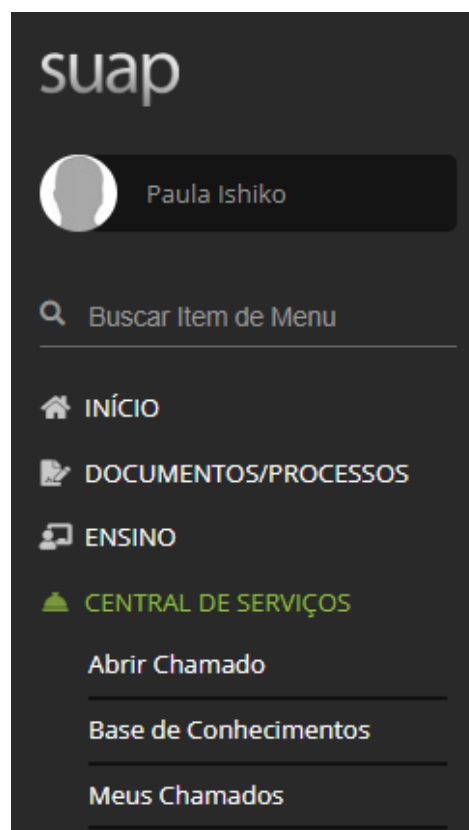 suap
Paula Ishiko
Buscar Item de Menu
INÍCIO
DOCUMENTOS/PROCESSOS
ENSINO
CENTRAL DE SERVIÇOS
Abrir Chamado
Base de Conhecimentos
Meus Chamados